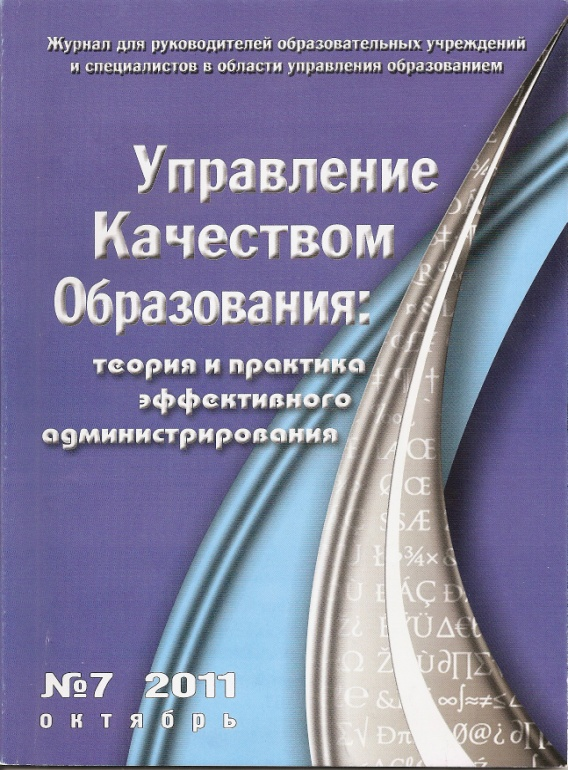 Журнал для руководителей образовательных учреждений
и специалистов в области управления образованием
Управление
Качеством
Образования:
теория и практика
эффективного
администрирования
№7 2011
октябрь